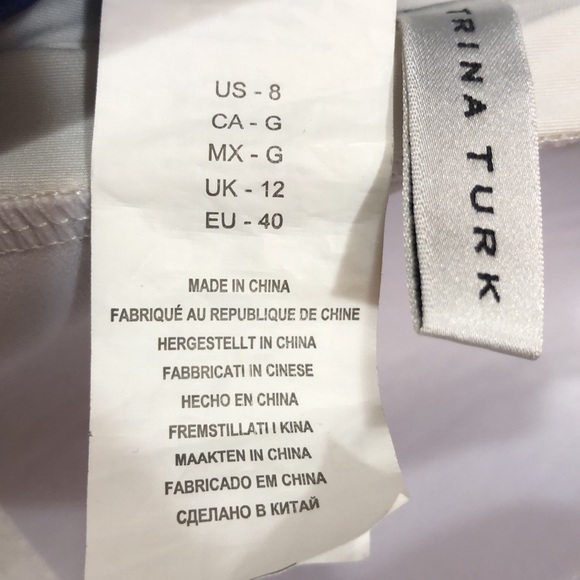 US - 8
CA - G
MX - G
UK - 12
EU - 40
MADE IN CHINA
FABRIQUÉ AU REPUBLIQUE DE CHINE
HERGESTELLT IN CHINA
FABBRICATI IN CINESE
HECHO EN CHINA
FREMSTILLATI I KINA
MAAKTEN IN CHINA
FABRICADO EM CHINA
СДЕЛАНО В КИТАЙ
TRINA TURK